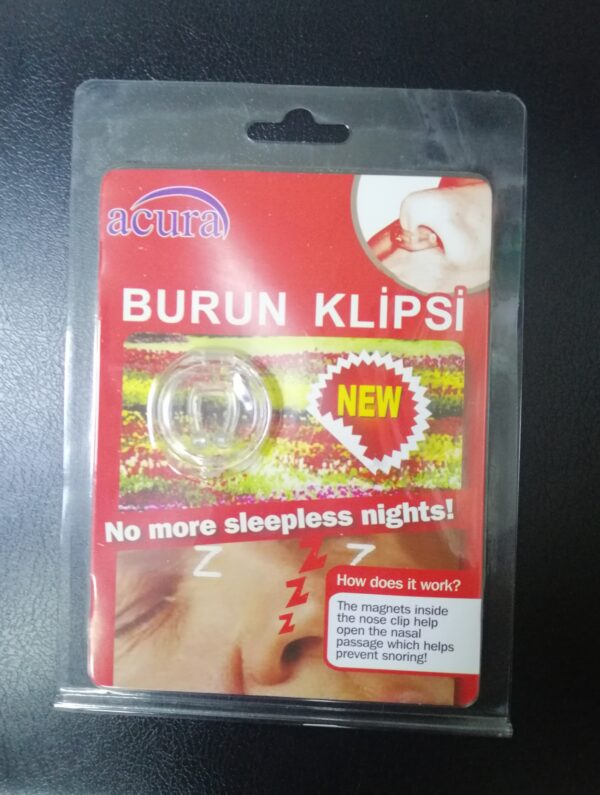 acura
BURUN KLİPSİ
NEW
No more sleepless nights!
Z Z Z
Z
Z
How does it work?
The magnets inside
the nose clip help
open the nasal
passage which helps
prevent snoring!